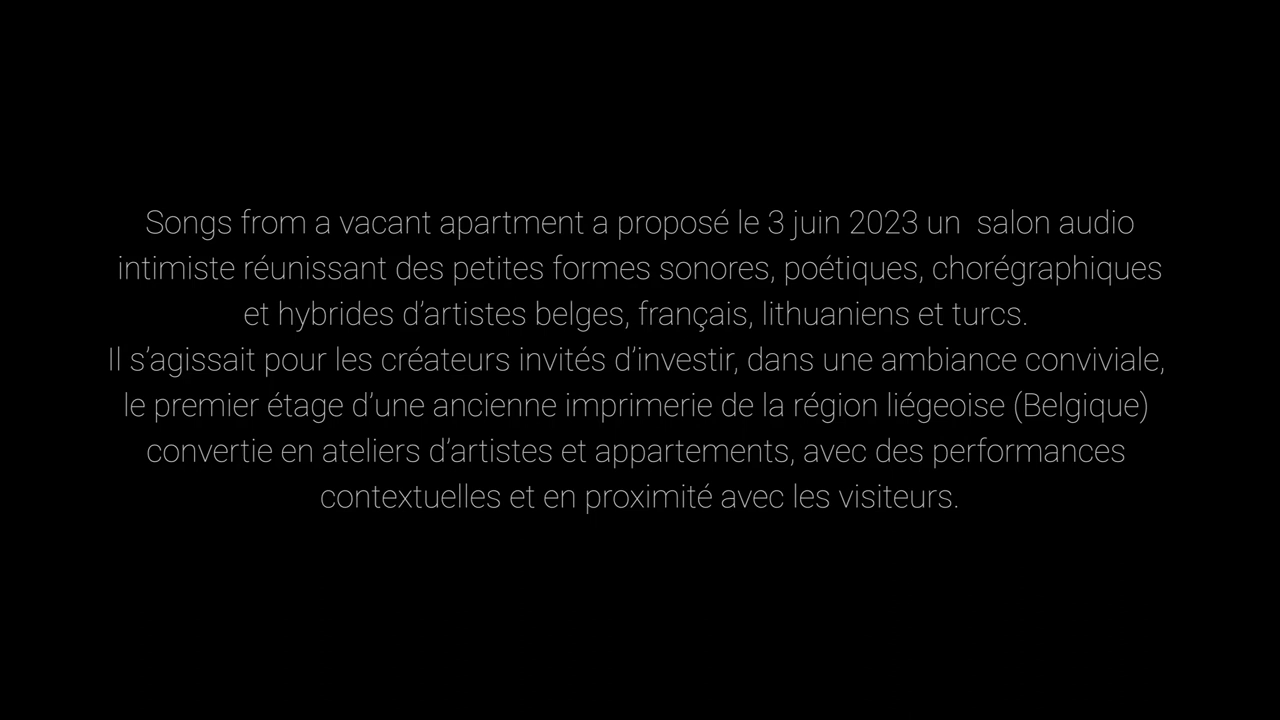 Songs from a vacant apartment a proposé le 3 juin 2023 un  salon audio
intimiste réunissant des petites formes sonores, poétiques, chorégraphiques
et hybrides d’artistes belges, français, lithuaniens et turcs.
Il s’agissait pour les créateurs invités d’investir, dans une ambiance conviviale,
le premier étage d’une ancienne imprimerie de la région liégeoise (Belgique)
convertie en ateliers d’artistes et appartements, avec des performances
contextuelles et en proximité avec les visiteurs.